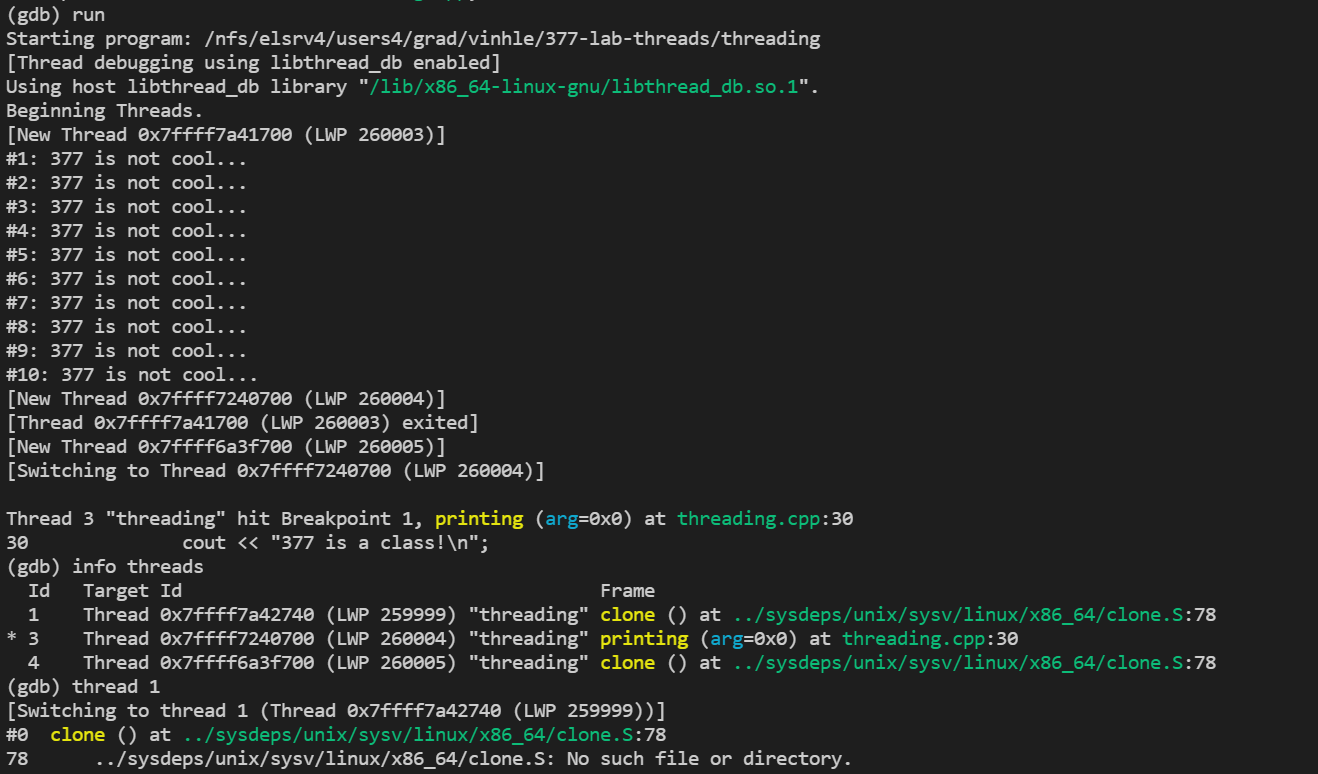 (gdb) run
Starting program: /nfs/elsrv4/users4/grad/vinhle/377-lab-threads/threading
[Thread debugging using libthread_db enabled]
Using host libthread_db library "/lib/x86_64-linux-gnu/libthread_db.so.1".
Beginning Threads.
[New Thread 0x7ffff7a41700 (LWP 260003)]
#1: 377 is not cool...
#2: 377 is not cool...
#3: 377 is not cool...
#4: 377 is not cool...
#5: 377 is not cool...
#6: 377 is not cool...
#7: 377 is not cool...
#8: 377 is not cool...
#9: 377 is not cool...
#10: 377 is not cool...
[New Thread 0x7ffff7240700 (LWP 260004)]
[Thread 0x7ffff7a41700 (LWP 260003) exited]
[New Thread 0x7ffff6a3f700 (LWP 260005)]
[Switching to Thread 0x7ffff7240700 (LWP 260004)]

Thread 3 "threading" hit Breakpoint 1, printing (arg=0x0) at threading.cpp:30
30              cout << "377 is a class!\n";
(gdb) info threads
  Id   Target Id                                   Frame
  1    Thread 0x7ffff7a42740 (LWP 259999) "threading" clone () at ../sysdeps/unix/sysv/linux/x86_64/clone.S:78
* 3    Thread 0x7ffff7240700 (LWP 260004) "threading" printing (arg=0x0) at threading.cpp:30
  4    Thread 0x7ffff6a3f700 (LWP 260005) "threading" clone () at ../sysdeps/unix/sysv/linux/x86_64/clone.S:78
(gdb) thread 1
[Switching to thread 1 (Thread 0x7ffff7a42740 (LWP 259999))]
#0  clone () at ../sysdeps/unix/sysv/linux/x86_64/clone.S:78
78      ../sysdeps/unix/sysv/linux/x86_64/clone.S: No such file or directory.